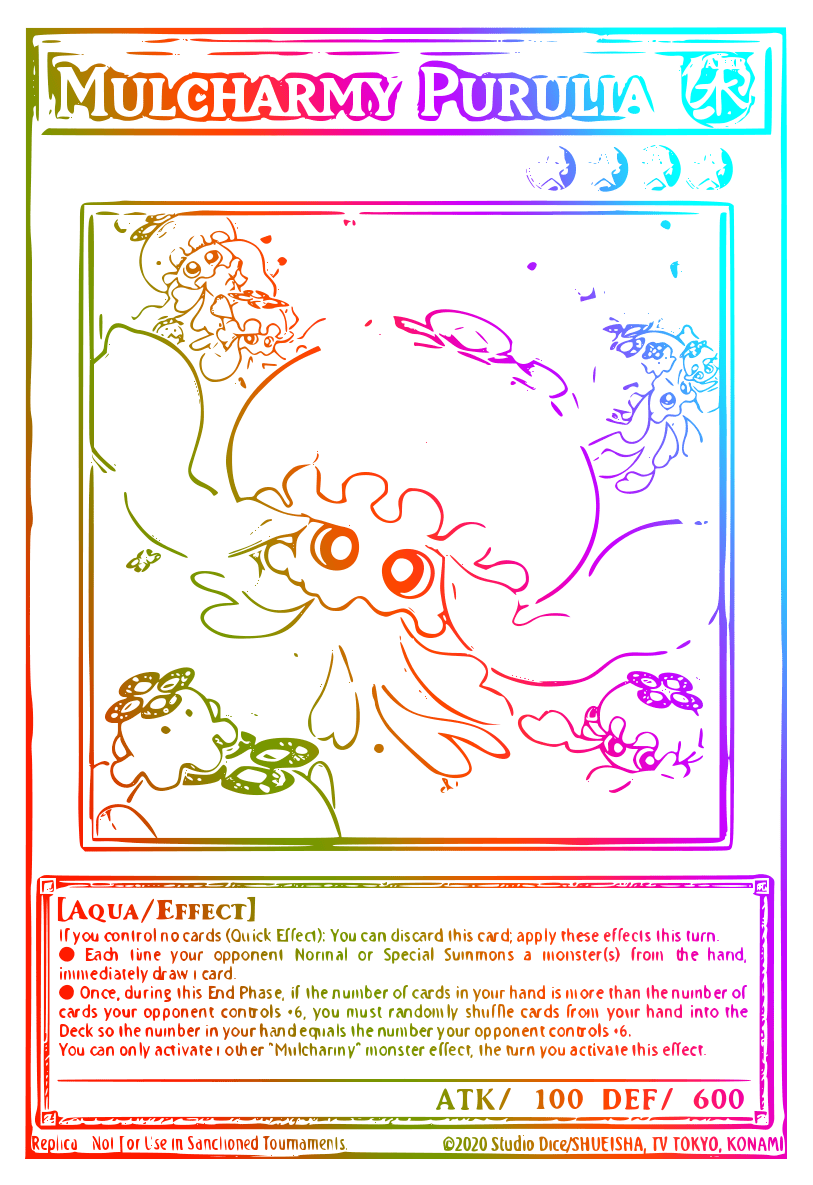 MULCHARMY PURULIA
WATER
水
[AQUA/EFFECT]
If you control no cards (Quick Effect): You can discard this card; apply these effects this turn.
● Each time your opponent Normal or Special Summons a monster(s) from the hand,
immediately draw 1 card.
● Once, during this End Phase, if the number of cards in your hand is more than the number of
cards your opponent controls +6, you must randomly shuffle cards from your hand into the
Deck so the number in your hand equals the number your opponent controls +6.
You can only activate 1 other "Mulcharmy" monster effect, the turn you activate this effect.
ATK/ 100 DEF/ 600
Replica Not For Use in Sanctioned Tournaments.
©2020 Studio Dice/SHUEISHA, TV TOKYO, KONAMI